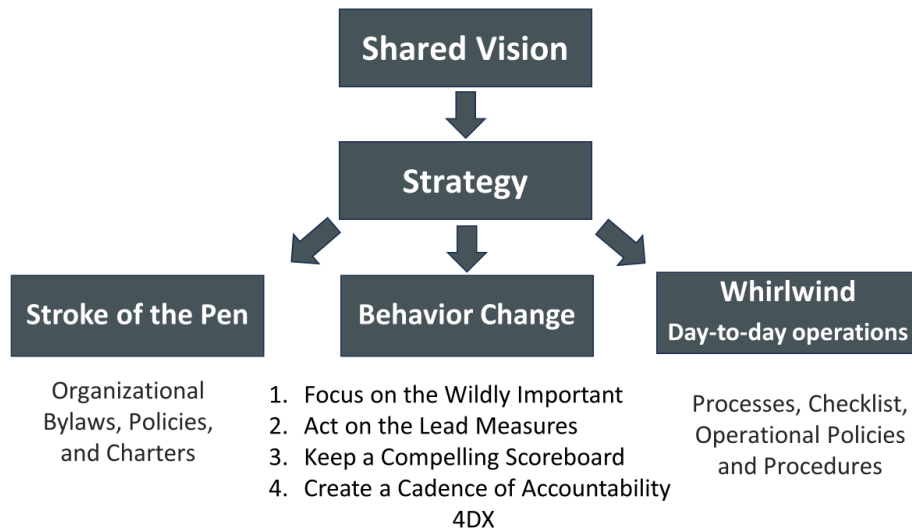 Shared Vision
Strategy
Stroke of the Pen
Behavior Change
Whirlwind
Day-to-day operations
Organizational
Bylaws, Policies,
and Charters
1. Focus on the Wildly Important
2. Act on the Lead Measures
3. Keep a Compelling Scoreboard
4. Create a Cadence of Accountability
4DX
Processes, Checklist,
Operational Policies
and Procedures